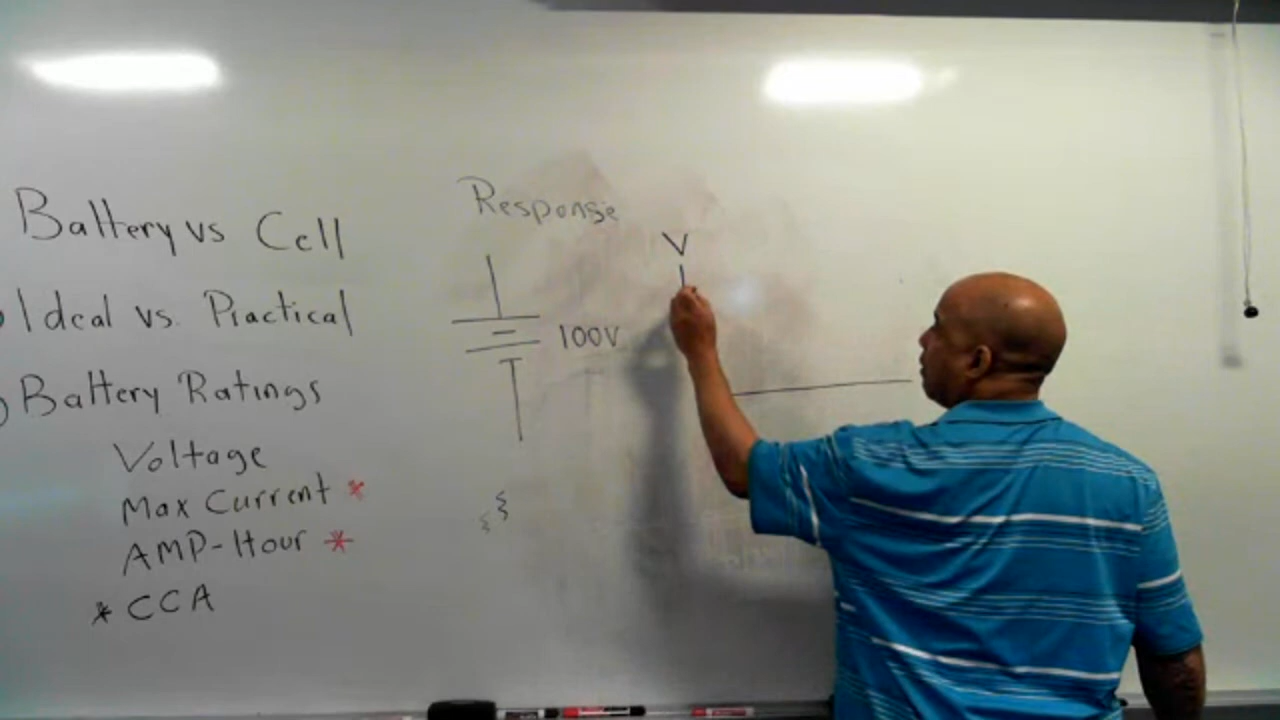 Battery vs Cell
Ideal vs. Practical
Battery Ratings
Voltage
Max Current *
AMP-Hour *
* CCA
Response
100V
V